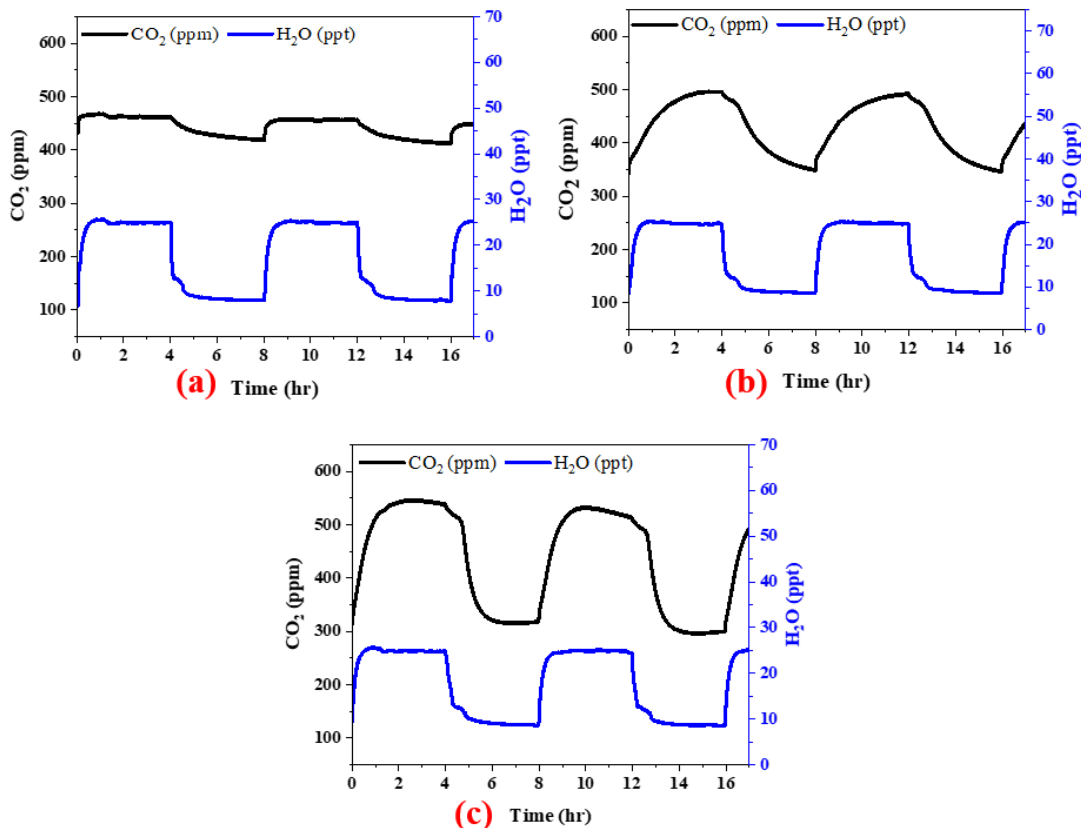 CO₂ (ppm) H₂O (ppt)
CO₂ (ppm)
600
500
400
300
200
100
H₂O (ppt)
70
60
50
40
30
20
10
0
0 2 4 6 8 10 12 14 16
(a) Time (hr)
CO₂ (ppm) H₂O (ppt)
CO₂ (ppm)
600
500
400
300
200
100
H₂O (ppt)
70
60
50
40
30
20
10
0
0 2 4 6 8 10 12 14 16
(b) Time (hr)
CO₂ (ppm) H₂O (ppt)
CO₂ (ppm)
600
500
400
300
200
100
H₂O (ppt)
70
60
50
40
30
20
10
0
0 2 4 6 8 10 12 14 16
(c) Time (hr)